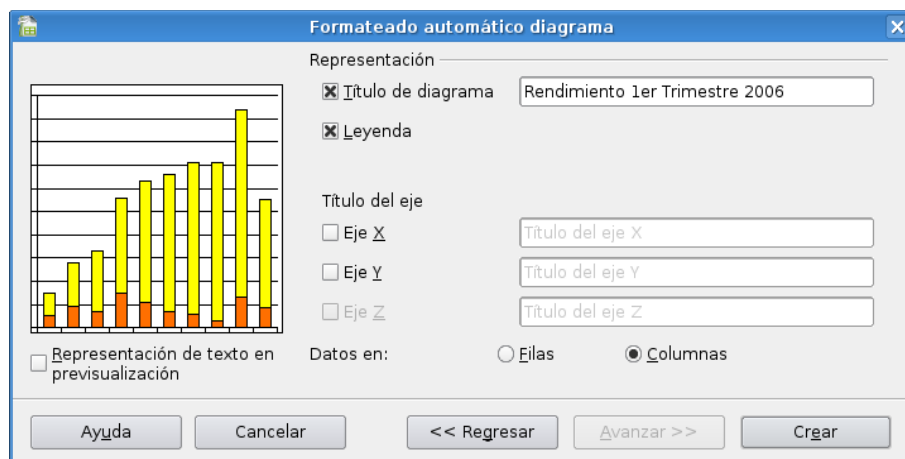 Formateado automático diagrama
Representación
Título de diagrama
Rendimiento 1er Trimestre 2006
Leyenda
Título del eje
Eje X
Título del eje X
Eje Y
Título del eje Y
Eje Z
Título del eje Z
Representación de texto en
previsualización
Datos en:
Filas
Columnas
Ayuda
Cancelar
<< Regresar
Avanzar >>
Crear